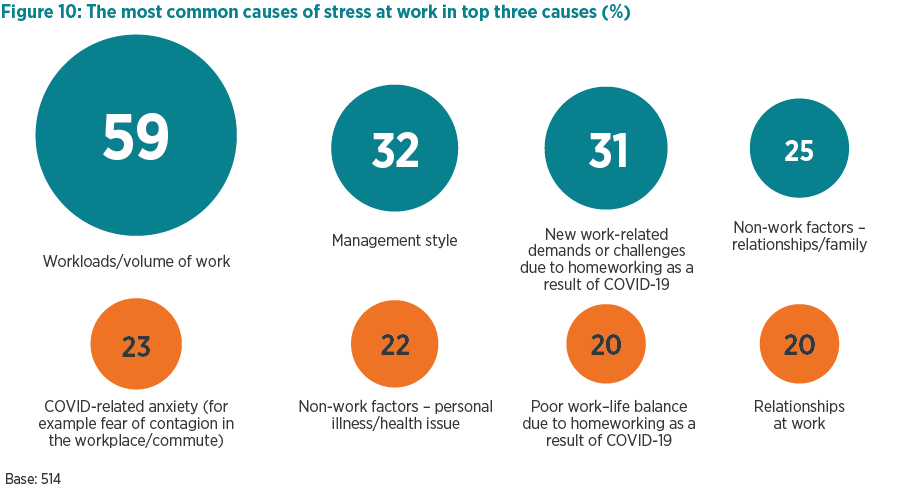 Figure 10: The most common causes of stress at work in top three causes (%)
59
32
31
25
Workloads/volume of work
Management style
New work-related
demands or challenges
due to homeworking as a
result of COVID-19
Non-work factors –
relationships/family
23
22
20
20
COVID-related anxiety (for
example fear of contagion in
the workplace/commute)
Non-work factors – personal
illness/health issue
Poor work–life balance
due to homeworking as a
result of COVID-19
Relationships
at work
Base: 514